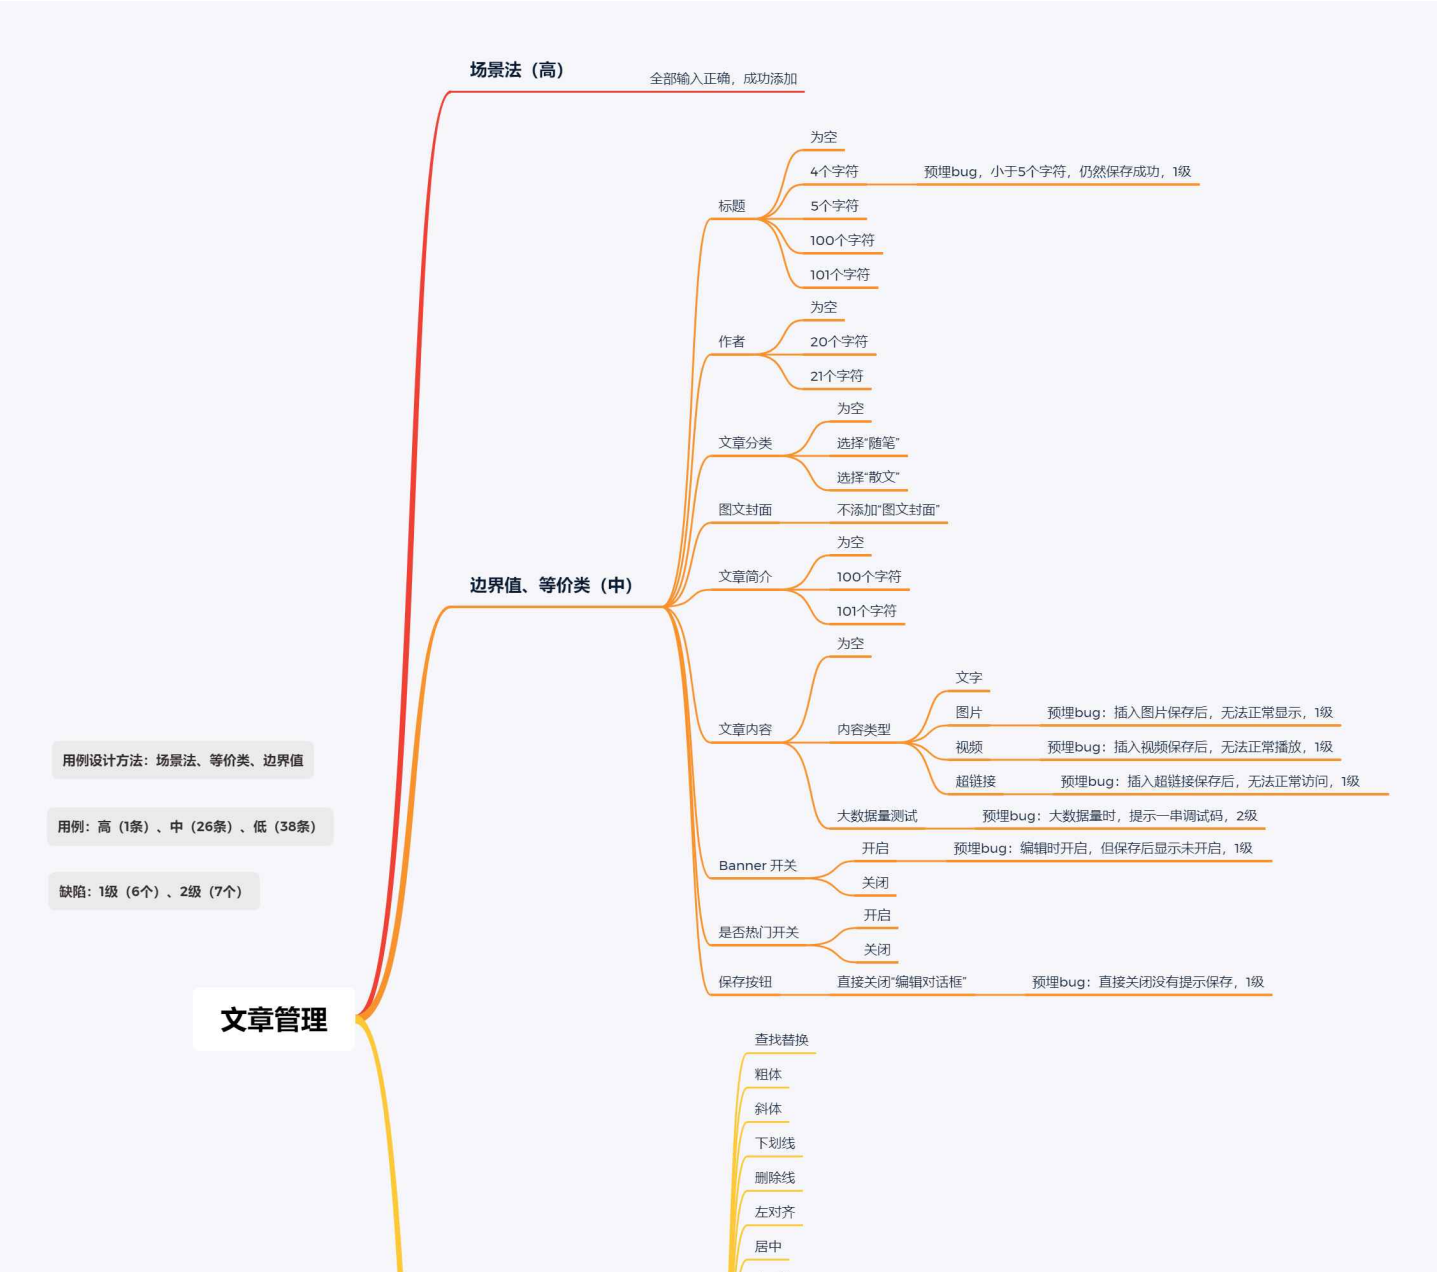 场景法（高）
全部输入正确，成功添加
边界值、等价类（中）
标题
为空
4个字符
预埋bug，小于5个字符，仍然保存成功，1级
5个字符
100个字符
101个字符
作者
为空
20个字符
21个字符
文章分类
为空
选择“随笔”
选择“散文”
图文封面
不添加“图文封面”
文章简介
为空
100个字符
101个字符
文章内容
为空
内容类型
文字
图片
预埋bug：插入图片保存后，无法正常显示，1级
视频
预埋bug：插入视频保存后，无法正常播放，1级
超链接
预埋bug：插入超链接保存后，无法正常访问，1级
大数据量测试
预埋bug：大数据量时，提示一串调试码，2级
Banner 开关
开启
预埋bug：编辑时开启，但保存后显示未开启，1级
关闭
是否热门开关
开启
关闭
保存按钮
直接关闭“编辑对话框”
预埋bug：直接关闭没有提示保存，1级
用例设计方法：场景法、等价类、边界值
用例：高（1条）、中（26条）、低（38条）
缺陷：1级（6个）、2级（7个）
文章管理
查找替换
粗体
斜体
下划线
删除线
左对齐
居中